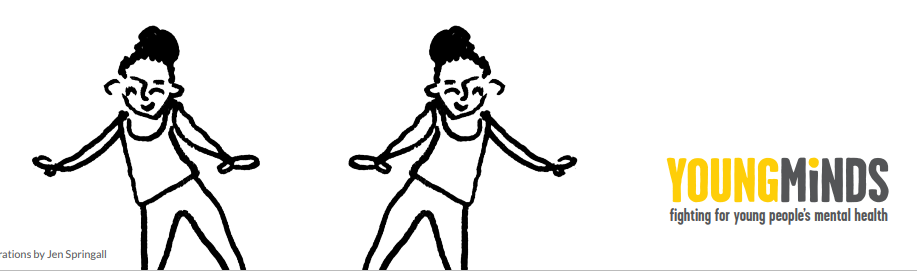 YOUNGMiNDS
fighting for young people's mental health
rations by Jen Springall